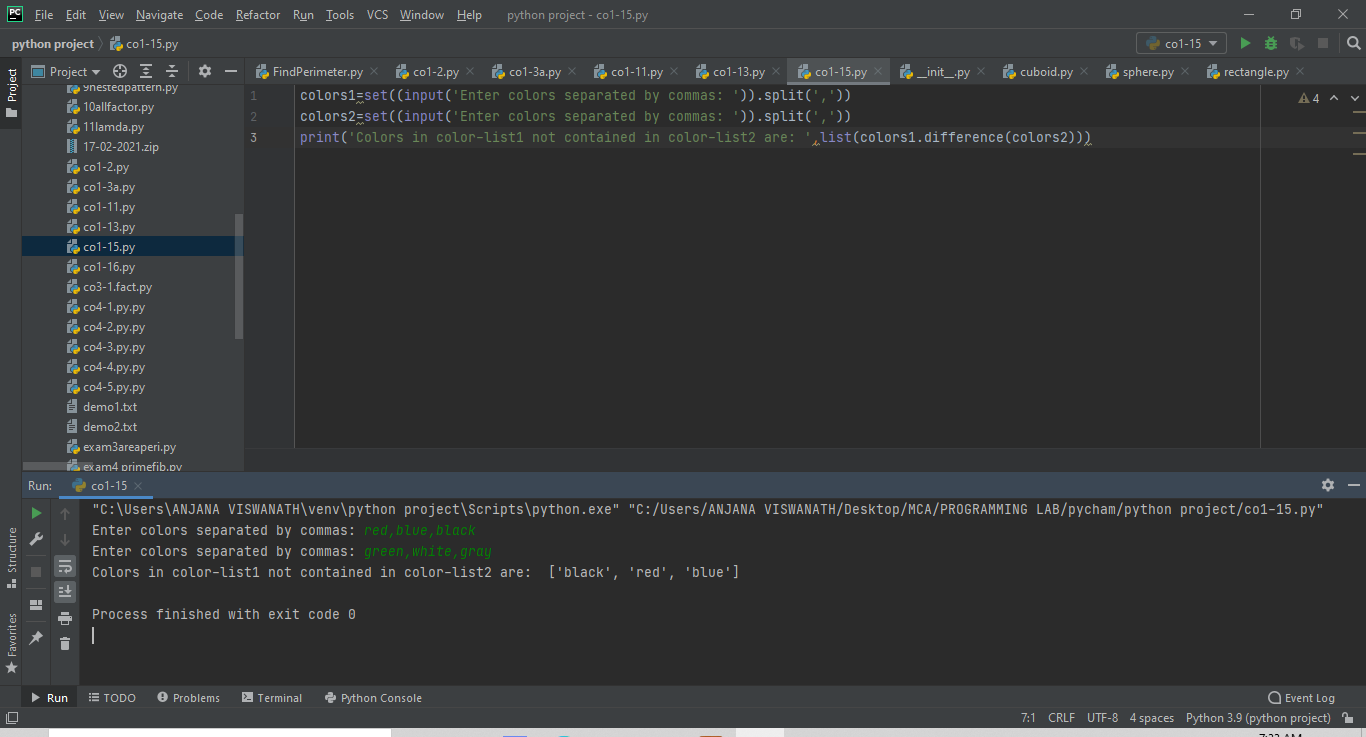 PC File Edit View Navigate Code Refactor Run Tools VCS Window Help python project - co1-15.py
python project co1-15.py co1-15
Project FindPerimeter.py co1-2.py co1-3a.py co1-11.py co1-13.py co1-15.py __init__.py cuboid.py sphere.py rectangle.py
Project
9nestedpattern.py
10allfactor.py
11lamda.py
17-02-2021.zip
co1-2.py
co1-3a.py
co1-11.py
co1-13.py
co1-15.py
co1-16.py
co3-1.fact.py
co4-1.py.py
co4-2.py.py
co4-3.py.py
co4-4.py.py
co4-5.py.py
demo1.txt
demo2.txt
exam3areaperi.py
exam4 primefib.py
1 colors1=set((input('Enter colors separated by commas: ')).split(','))
2 colors2=set((input('Enter colors separated by commas: ')).split(','))
3 print('Colors in color-list1 not contained in color-list2 are: ',list(colors1.difference(colors2)))
4
Run: co1-15
"C:\Users\ANJANA VISWANATH\venv\python project\Scripts\python.exe" "C:/Users/ANJANA VISWANATH/Desktop/MCA/PROGRAMMING LAB/pycham/python project/co1-15.py"
Enter colors separated by commas: red,blue,black
Enter colors separated by commas: green,white,gray
Colors in color-list1 not contained in color-list2 are:  ['black', 'red', 'blue']
Process finished with exit code 0
Structure
Favorites
Run TODO Problems Terminal Python Console Event Log
7:1 CRLF UTF-8 4 spaces Python 3.9 (python project)